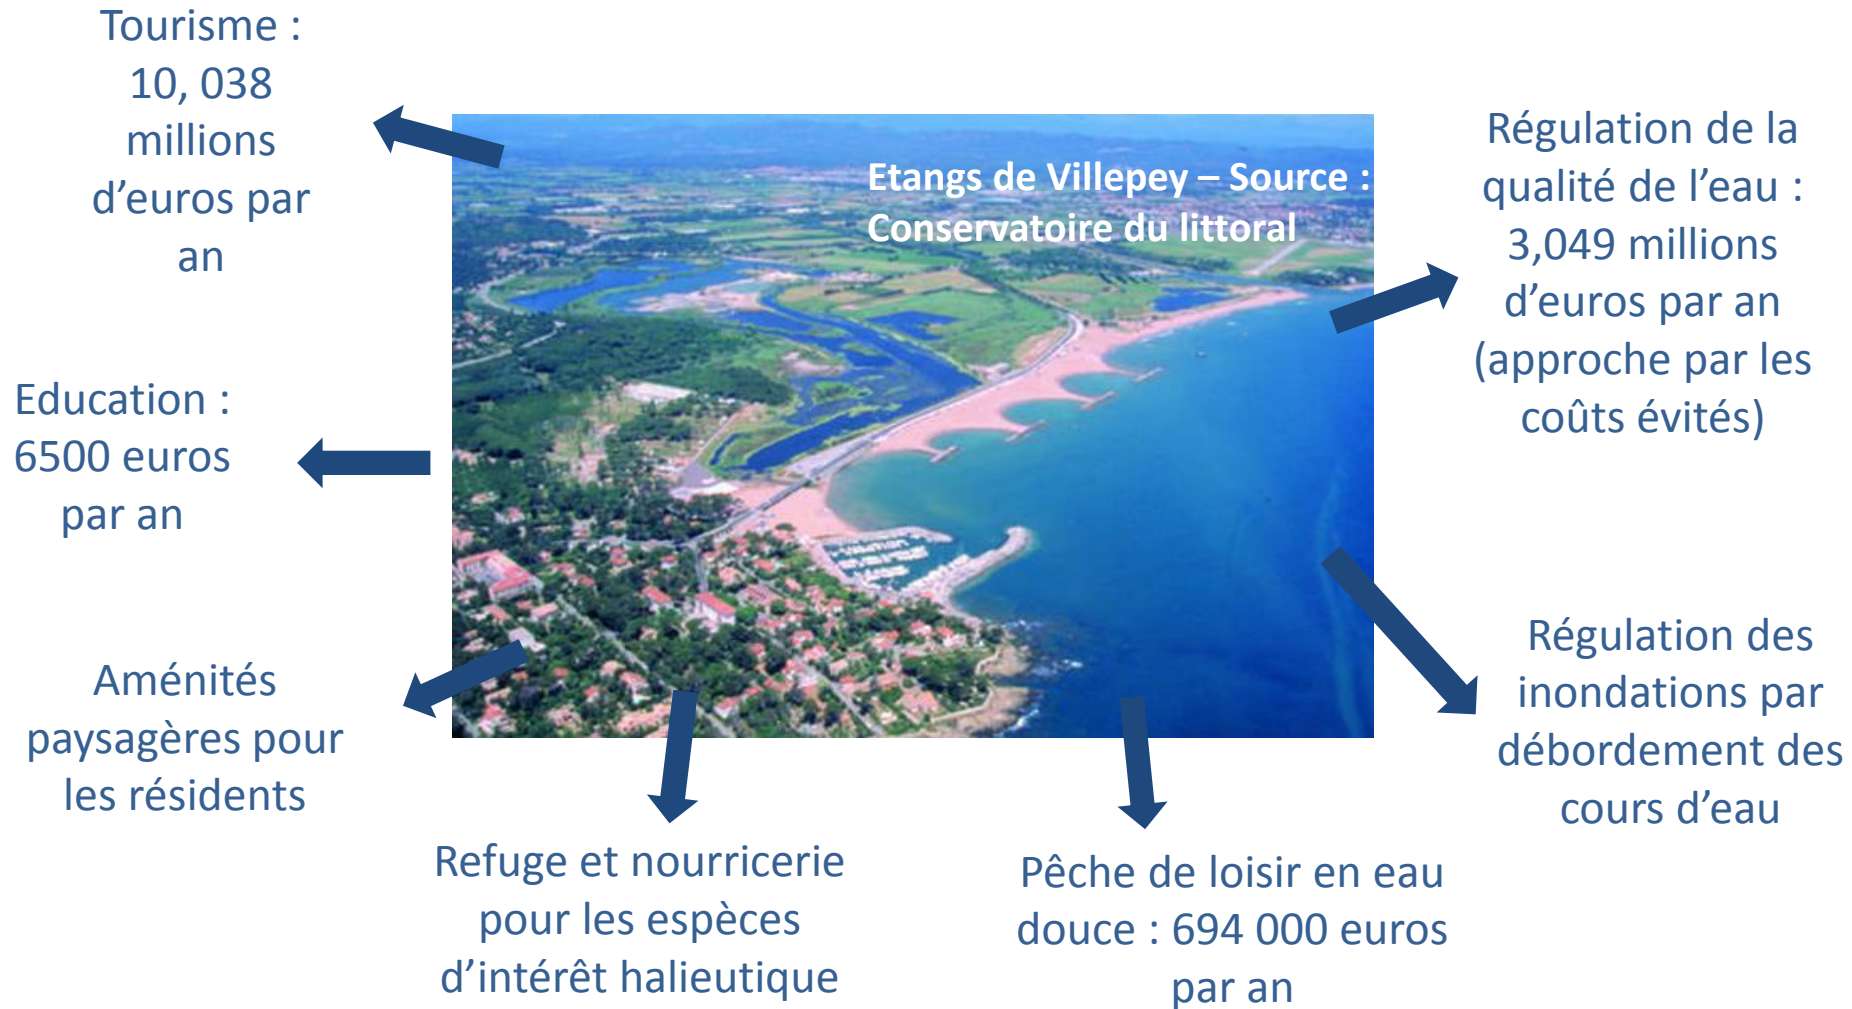 Tourisme :
10, 038
millions
d’euros par
an
Etangs de Villepey – Source :
Conservatoire du littoral
Régulation de la
qualité de l’eau :
3,049 millions
d’euros par an
(approche par les
coûts évités)
Education :
6500 euros
par an
Régulation des
inondations par
débordement des
cours d’eau
Aménités
paysagères pour
les résidents
Refuge et nourricerie
pour les espèces
d’intérêt halieutique
Pêche de loisir en eau
douce : 694 000 euros
par an